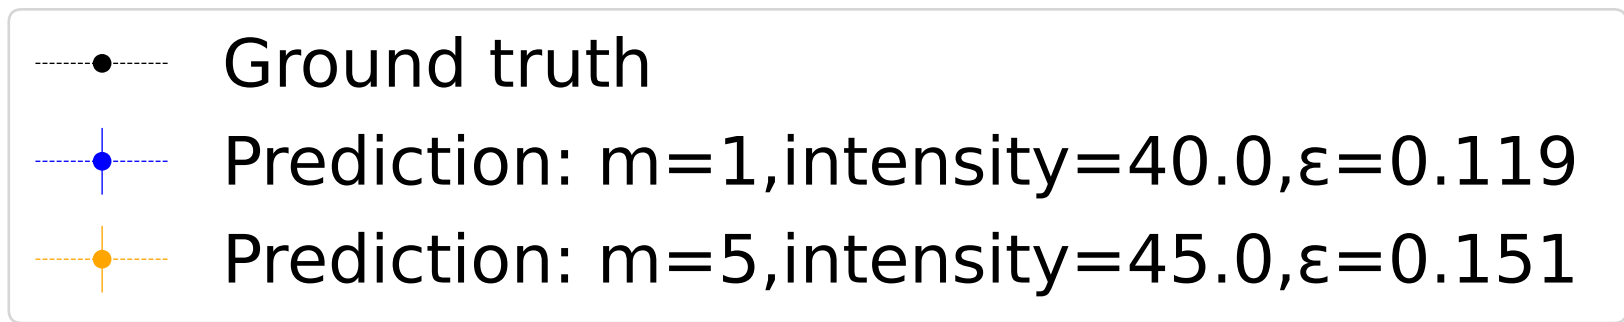 Ground truth
Prediction: m=1,intensity=40.0,ε=0.119
Prediction: m=5,intensity=45.0,ε=0.151